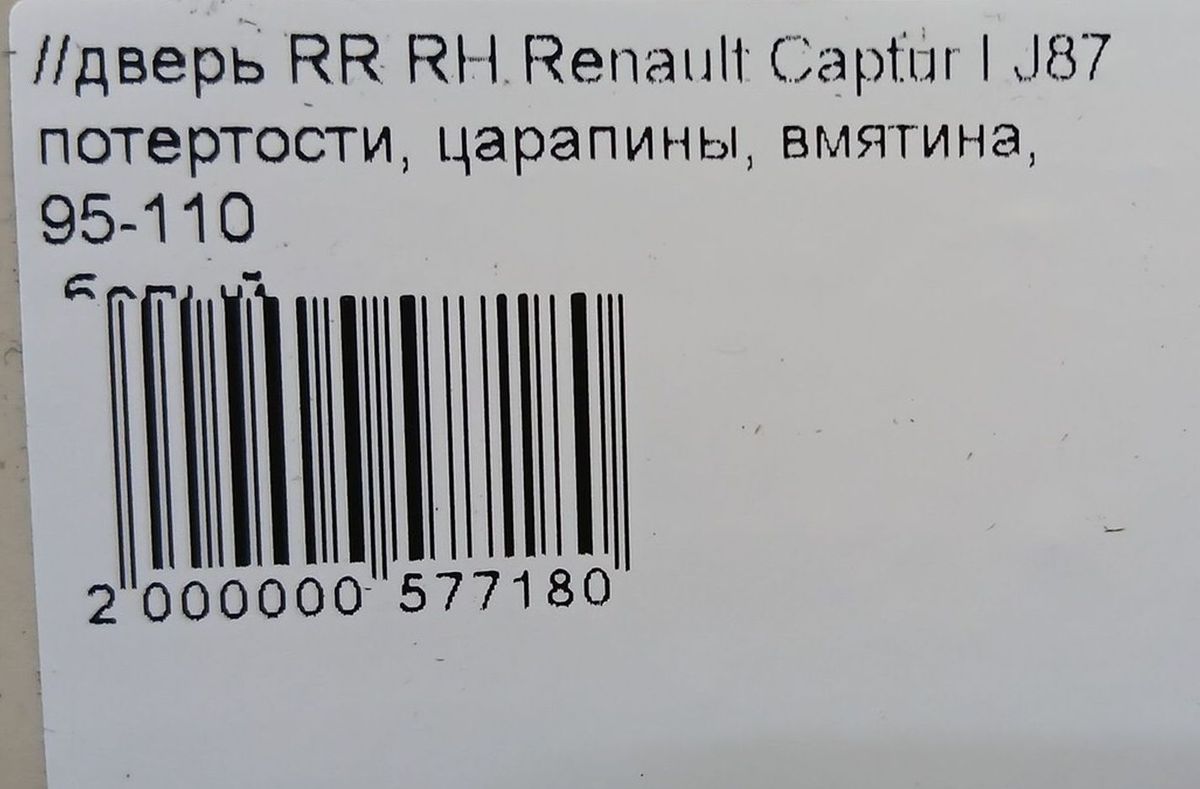 //дверь RR RH Renault Captur I J87
потертости, царапины, вмятина,
95-110
2 000000 577180